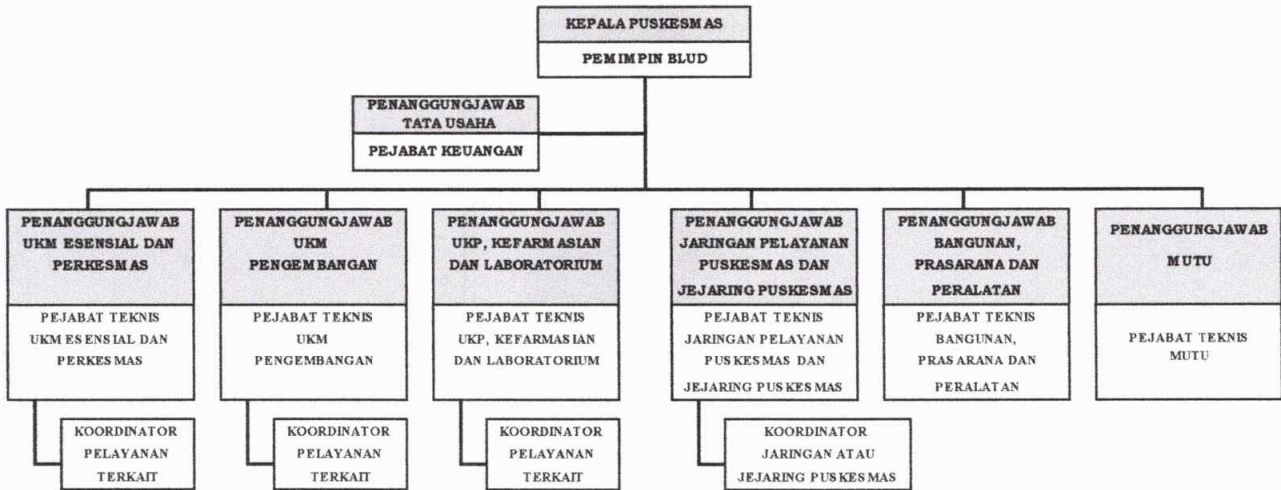 KEPALA PUSKESMAS
PEMIMPIN BLUD
PENANGGUNGJAWAB
TATA USAHA
PEJABAT KEUANGAN
PENANGGUNGJAWAB
UKM ESENSIAL DAN
PERKESMAS
PEJABAT TEKNIS
UKM ESENSIAL DAN
PERKESMAS
KOORDINATOR
PELAYANAN
TERKAIT
PENANGGUNGJAWAB
UKM
PENGEMBANGAN
PEJABAT TEKNIS
UKM
PENGEMBANGAN
KOORDINATOR
PELAYANAN
TERKAIT
PENANGGUNGJAWAB
UKP, KEFARMASIAN
DAN LABORATORIUM
PEJABAT TEKNIS
UKP, KEFARMASIAN
DAN LABORATORIUM
KOORDINATOR
PELAYANAN
TERKAIT
PENANGGUNGJAWAB
JARINGAN PELAYANAN
PUSKESMAS DAN
JEJARING PUSKESMAS
PEJABAT TEKNIS
JARINGAN PELAYANAN
PUSKESMAS DAN
JEJARING PUSKESMAS
KOORDINATOR
JARINGAN ATAU
JEJARING PUSKESMAS
PENANGGUNGJAWAB
BANGUNAN,
PRASARANA DAN
PERALATAN
PEJABAT TEKNIS
BANGUNAN,
PRASARANA DAN
PERALATAN
PENANGGUNGJAWAB
MUTU
PEJABAT TEKNIS
MUTU